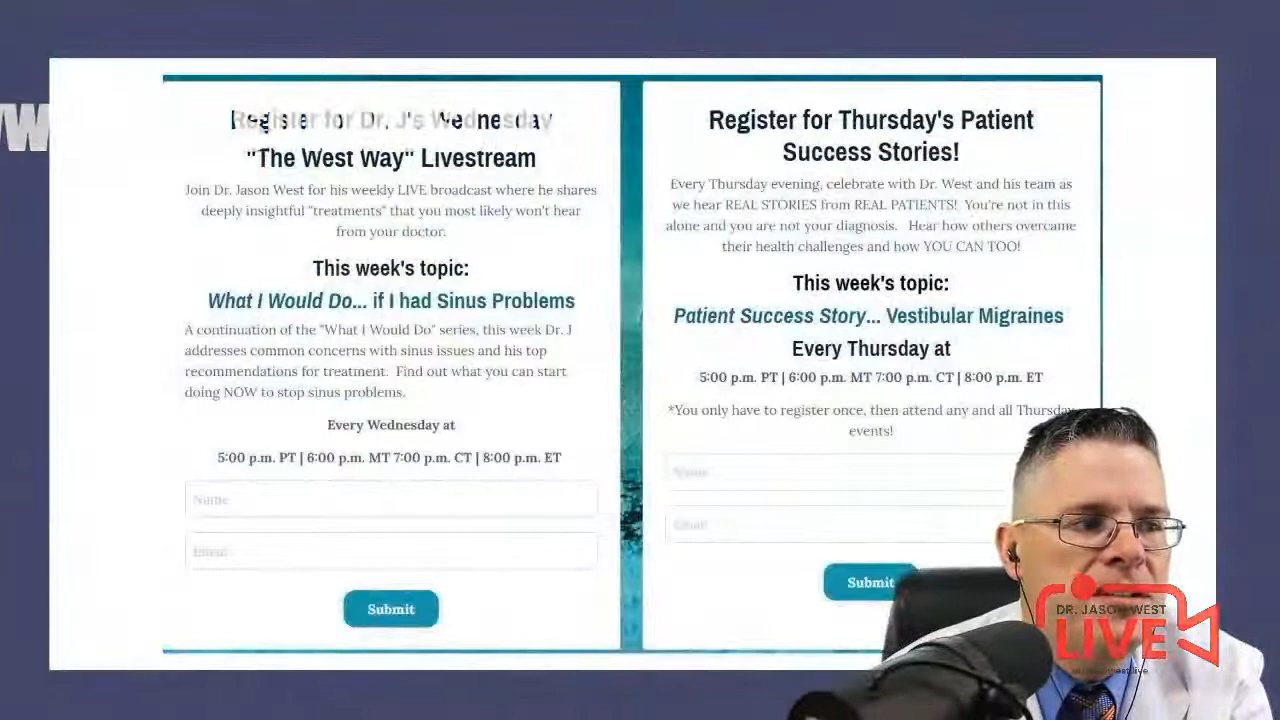 W
Register for Dr. J's Wednesday
"The West Way" Livestream
Join Dr. Jason West for his weekly LIVE broadcast where he shares
deeply insightful "treatments" that you most likely won't hear
from your doctor.
This week's topic:
What I Would Do... if I had Sinus Problems
A continuation of the "What I Would Do" series, this week Dr. J
addresses common concerns with sinus issues and his top
recommendations for treatment. Find out what you can start
doing NOW to stop sinus problems.
Every Wednesday at
5:00 p.m. PT | 6:00 p.m. MT 7:00 p.m. CT | 8:00 p.m. ET
Name
Email
Submit
Register for Thursday's Patient
Success Stories!
Every Thursday evening, celebrate with Dr. West and his team as
we hear REAL STORIES from REAL PATIENTS! You're not in this
alone and you are not your diagnosis. Hear how others overcame
their health challenges and how YOU CAN TOO!
This week's topic:
Patient Success Story... Vestibular Migraines
Every Thursday at
5:00 p.m. PT | 6:00 p.m. MT 7:00 p.m. CT | 8:00 p.m. ET
*You only have to register once, then attend any and all Thursday
events!
Name
Email
Submit
DR. JASON WEST
LIVE